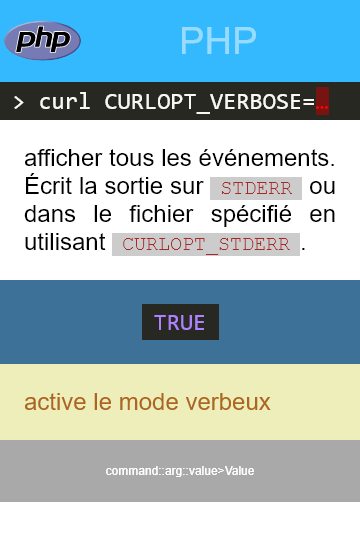 php PHP
> curl CURLOPT_VERBOSE=…
afficher tous les événements.
Écrit la sortie sur STDERR ou
dans le fichier spécifié en
utilisant CURLOPT_STDERR.
TRUE
active le mode verbeux
command::arg::value>Value